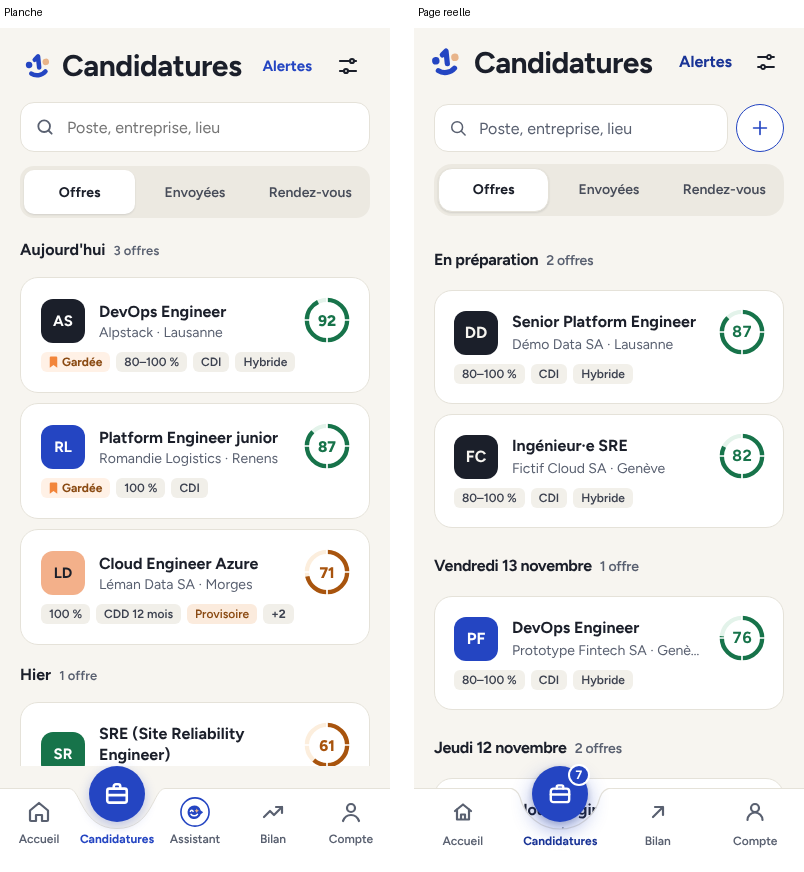 Planche
Candidatures
Alertes
Poste, entreprise, lieu
Offres
Envoyées
Rendez-vous
Aujourd'hui 3 offres
AS
DevOps Engineer
Alpstack · Lausanne
92
Gardée
80–100 %
CDI
Hybride
RL
Platform Engineer junior
Romandie Logistics · Renens
87
Gardée
100 %
CDI
LD
Cloud Engineer Azure
Léman Data SA · Morges
71
100 %
CDD 12 mois
Provisoire
+2
Hier 1 offre
SR
SRE (Site Reliability
Engineer)
61
Accueil
Candidatures
Assistant
Bilan
Compte
Page reelle
Candidatures
Alertes
Poste, entreprise, lieu
Offres
Envoyées
Rendez-vous
En préparation 2 offres
DD
Senior Platform Engineer
Démo Data SA · Lausanne
87
80–100 %
CDI
Hybride
FC
Ingénieur·e SRE
Fictif Cloud SA · Genève
82
80–100 %
CDI
Hybride
Vendredi 13 novembre 1 offre
PF
DevOps Engineer
Prototype Fintech SA · Genè...
76
80–100 %
CDI
Hybride
Jeudi 12 novembre 2 offres
7
Accueil
Candidatures
Bilan
Compte